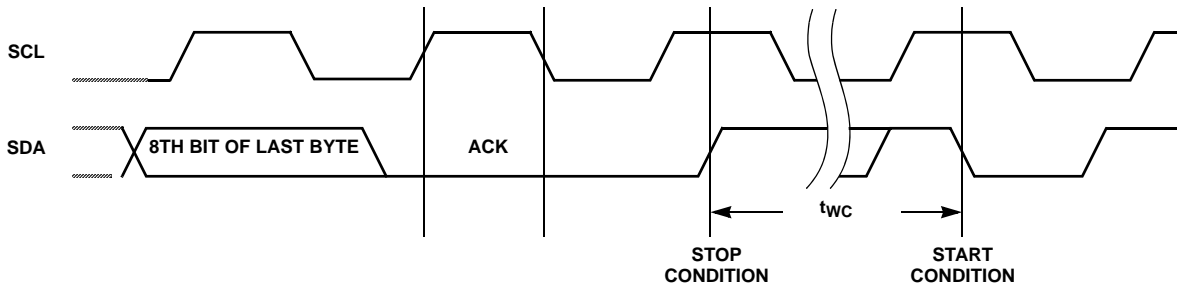 SCL
SDA
8TH BIT OF LAST BYTE
ACK
tWC
STOP
CONDITION
START
CONDITION